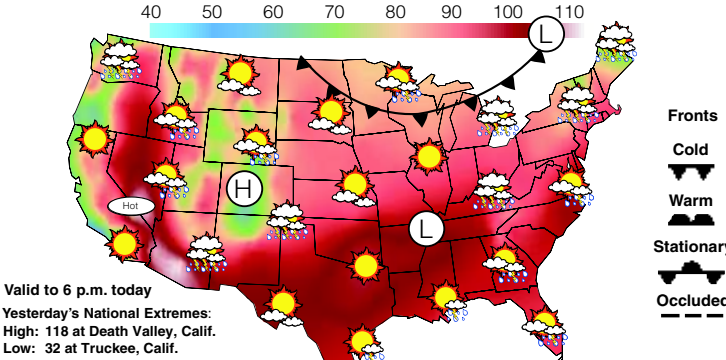 40 50 60 70 80 90 100 110
L
Fronts
Cold
Warm
Stationary
Occluded
H
Hot
L
Valid to 6 p.m. today
Yesterday's National Extremes:
High: 118 at Death Valley, Calif.
Low: 32 at Truckee, Calif.